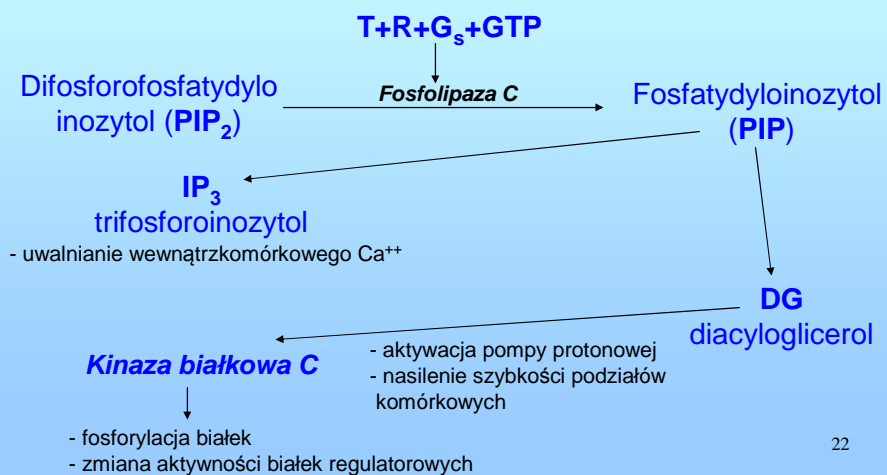 T+R+Gs+GTP
Difosforofosfatydylo
inozytol (PIP2)
Fosfolipaza C
Fosfatydyloinozytol
(PIP)
IP3
trifosforoinozytol
- uwalnianie wewnątrzkomórkowego Ca++
DG
diacyloglicerol
Kinaza białkowa C
- aktywacja pompy protonowej
- nasilenie szybkości podziałów
komórkowych
- fosforylacja białek
- zmiana aktywności białek regulatorowych
22